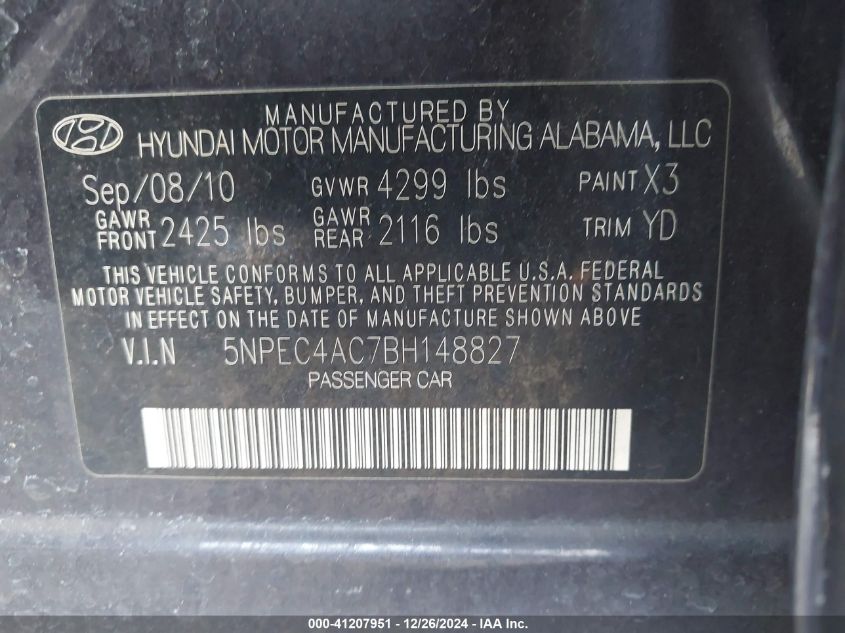 MANUFACTURED BY
HYUNDAI MOTOR MANUFACTURING ALABAMA, LLC
Sep/08/10 GVWR 4299 lbs PAINT X3
GAWR FRONT 2425 lbs GAWR REAR 2116 lbs TRIM YD
THIS VEHICLE CONFORMS TO ALL APPLICABLE U.S.A. FEDERAL
MOTOR VEHICLE SAFETY, BUMPER, AND THEFT PREVENTION STANDARDS
IN EFFECT ON THE DATE OF MANUFACTURE SHOWN ABOVE
V.I.N 5NPEC4AC7BH148827
PASSENGER CAR
000-41207951 - 12/26/2024 - IAA Inc.